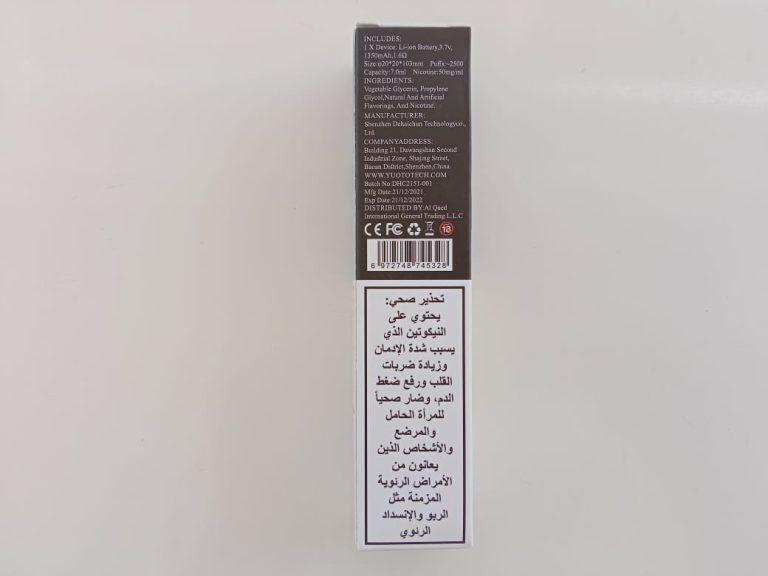 INCLUDES:
1 X Device: Li-ion Battery,3.7v,
1350mAh,1.6Ω
Size:ø20*20*103mm Puffs:~2500
Capacity:7.0ml Nicotine:50mg/ml
INGREDIENTS:
Vegetable Glycerin, Propylene
Glycol,Natural And Artificial
Flavorings, And Nicotine.
MANUFACTURER:
Shenzhen Dehaichun Technologyco.,
Ltd.
COMPANYADDRESS:
Building 21, Dawangshan Second
Industrial Zone, Shajing Street,
Baoan District,Shenzhen,China.
WWW.YUOTOTECH.COM
Batch No:DHC2151-001
Mfg Date:21/12/2021
Exp Date:21/12/2022
DISTRIBUTED BY:Al Qaed
International General Trading L.L.C
CE FC 18
6 972748 745328
تحذير صحي:
يحتوي على
النيكوتين الذي
يسبب شدة الإدمان
وزيادة ضربات
القلب ورفع ضغط
الدم، وضار صحياً
للمرأة الحامل
والمرضع
والأشخاص الذين
يعانون من
الأمراض الرئوية
المزمنة مثل
الربو والإنسداد
الرئوي